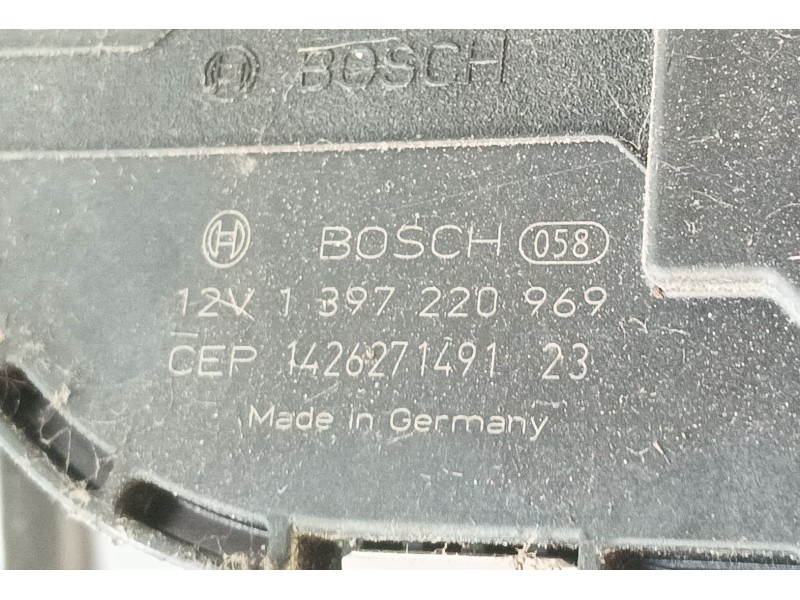 BOSCH
BOSCH 058
12V 1 397 220 969
CEP 1426271491 23
Made in Germany